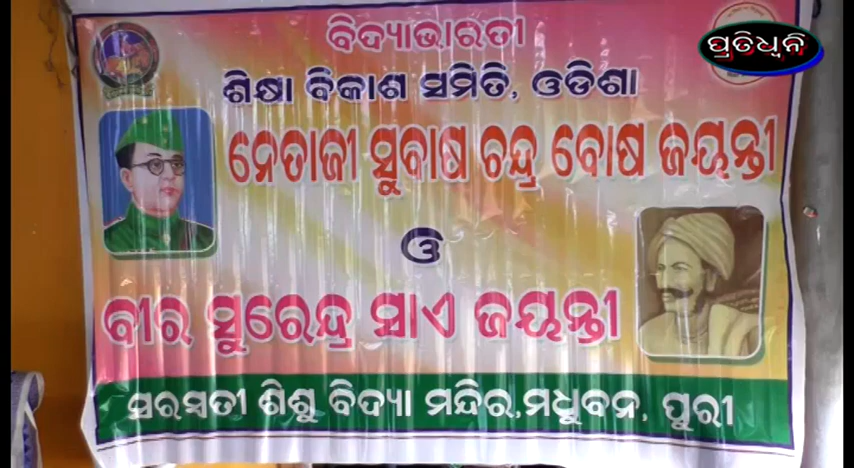 ପ୍ରତିଧ୍ୱନି
ବିଦ୍ୟାଭାରତୀ
ଶିକ୍ଷା ବିକାଶ ସମିତି, ଓଡିଶା
ନେତାଜୀ ସୁବାଷ ଚନ୍ଦ୍ର ବୋଷ ଜୟନ୍ତୀ
ଓ
ବୀର ସୁରେନ୍ଦ୍ର ସାଏ ଜୟନ୍ତୀ
ସରସ୍ୱତୀ ଶିଶୁ ବିଦ୍ୟା ମନ୍ଦିର,ମଧୁବନ, ପୁରୀ